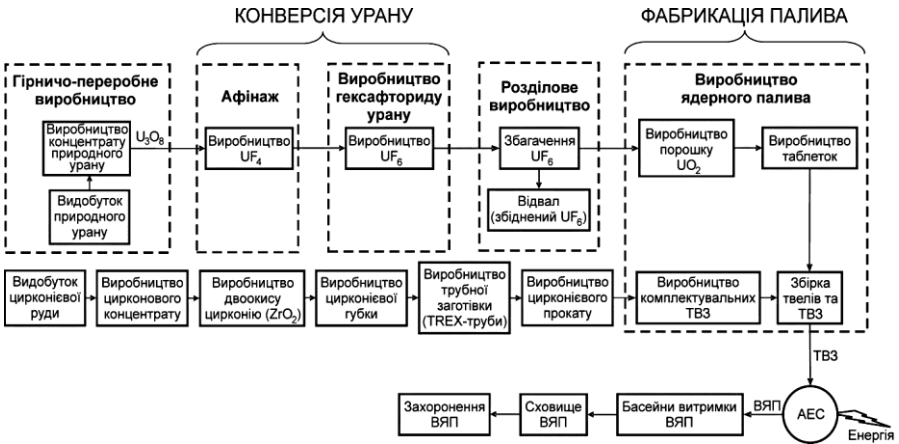 КОНВЕРСІЯ УРАНУ
ФАБРИКАЦІЯ ПАЛИВА
Гірничо-переробне
виробництво
Афінаж
Виробництво
гексафториду
урану
Розділове
виробництво
Виробництво
ядерного палива
Виробництво
концентрату
природного
урану
U₃O₈
Виробництво
UF₄
Виробництво
UF₆
Збагачення
UF₆
Виробництво
порошку
UO₂
Виробництво
таблеток
Видобуток
природного
урану
Відвал
(збіднений UF₆)
Видобуток
цирконієвої
руди
Виробництво
цирконового
концентрату
Виробництво
двоокису
цирконію (ZrO₂)
Виробництво
цирконієвої
губки
Виробництво
трубної
заготівки
(TREX-труби)
Виробництво
цирконієвого
прокату
Виробництво
комплектувальних
ТВЗ
Збірка
твелів та
ТВЗ
ТВЗ
Захоронення
ВЯП
Сховище
ВЯП
Басейни витримки
ВЯП
ВЯП
АЕС
Енергія